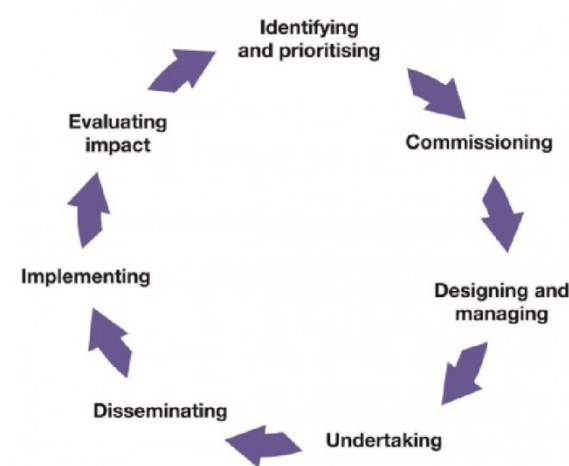 Identifying
and prioritising
Commissioning
Designing and
managing
Undertaking
Disseminating
Implementing
Evaluating
impact